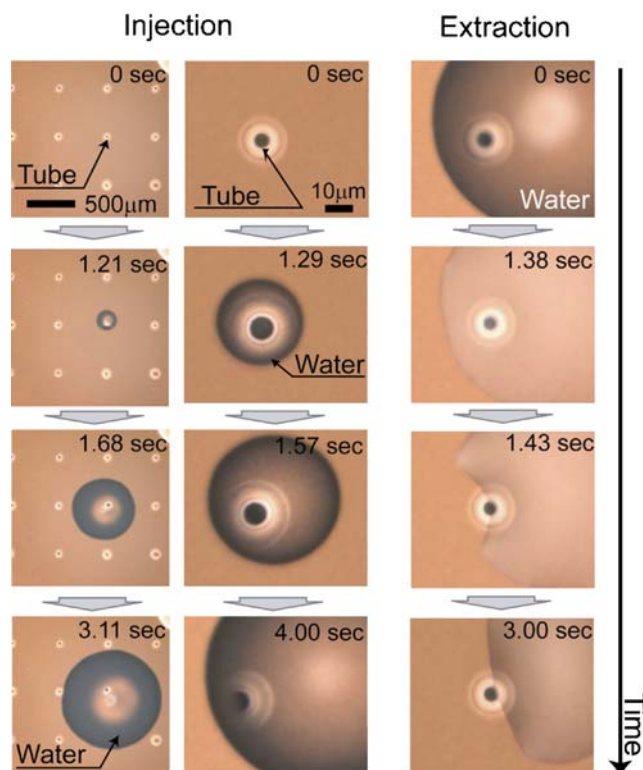 Injection
Extraction
0 sec
0 sec
0 sec
Tube
500μm
Tube
10μm
Water
1.21 sec
1.29 sec
1.38 sec
Water
1.68 sec
1.57 sec
1.43 sec
3.11 sec
4.00 sec
3.00 sec
Water
Time